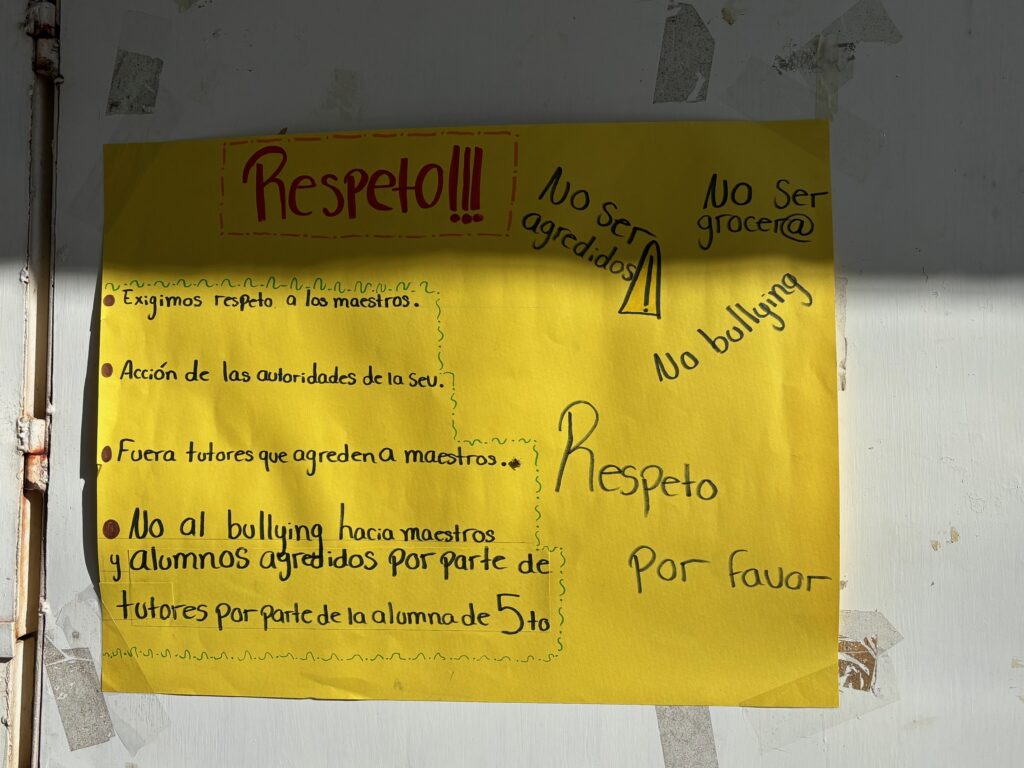 Respeto!!!
No ser
agredidos!!
No ser
grocer@
No bullying
• Exigimos respeto a los maestros.
• Acción de las autoridades de la sev.
• Fuera tutores que agreden a maestros..
• No al bullying hacia maestros
y alumnos agredidos por parte de
tutores por parte de la alumna de 5to
Respeto
Por favor